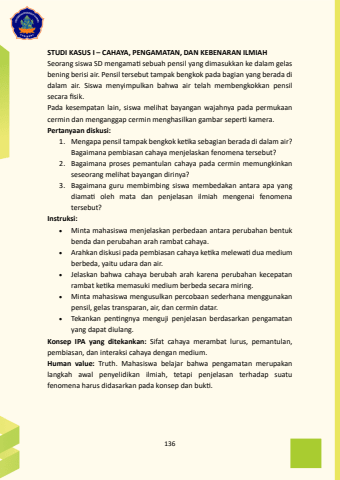 STUDI KASUS I – CAHAYA, PENGAMATAN, DAN KEBENARAN ILMIAH
Seorang siswa SD mengamati sebuah pensil yang dimasukkan ke dalam gelas
bening berisi air. Pensil tersebut tampak bengkok pada bagian yang berada di
dalam air. Siswa menyimpulkan bahwa air telah membengkokkan pensil
secara fisik.
Pada kesempatan lain, siswa melihat bayangan wajahnya pada permukaan
cermin dan menganggap cermin menghasilkan gambar seperti kamera.
Pertanyaan diskusi:
1. Mengapa pensil tampak bengkok ketika sebagian berada di dalam air?
Bagaimana pembiasan cahaya menjelaskan fenomena tersebut?
2. Bagaimana proses pemantulan cahaya pada cermin memungkinkan
seseorang melihat bayangan dirinya?
3. Bagaimana guru membimbing siswa membedakan antara apa yang
diamati oleh mata dan penjelasan ilmiah mengenai fenomena
tersebut?
Instruksi:
• Minta mahasiswa menjelaskan perbedaan antara perubahan bentuk
benda dan perubahan arah rambat cahaya.
• Arahkan diskusi pada pembiasan cahaya ketika melewati dua medium
berbeda, yaitu udara dan air.
• Jelaskan bahwa cahaya berubah arah karena perubahan kecepatan
rambat ketika memasuki medium berbeda secara miring.
• Minta mahasiswa mengusulkan percobaan sederhana menggunakan
pensil, gelas transparan, air, dan cermin datar.
• Tekankan pentingnya menguji penjelasan berdasarkan pengamatan
yang dapat diulang.
Konsep IPA yang ditekankan: Sifat cahaya merambat lurus, pemantulan,
pembiasan, dan interaksi cahaya dengan medium.
Human value: Truth. Mahasiswa belajar bahwa pengamatan merupakan
langkah awal penyelidikan ilmiah, tetapi penjelasan terhadap suatu
fenomena harus didasarkan pada konsep dan bukti.
136